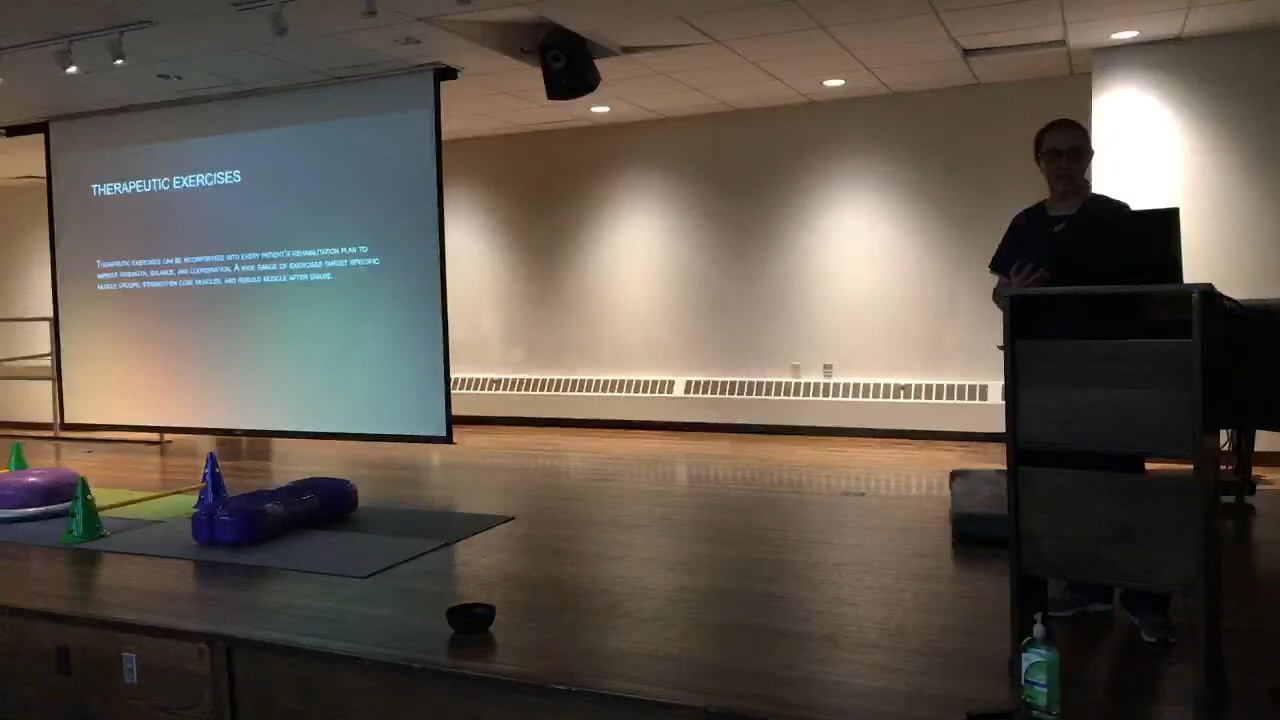 THERAPEUTIC EXERCISES
THERAPEUTIC EXERCISES CAN BE INCORPORATED INTO EVERY PATIENT'S REHABILITATION PLAN TO
IMPROVE STRENGTH, BALANCE, AND COORDINATION. A WIDE RANGE OF EXERCISES TARGET SPECIFIC
MUSCLE GROUPS, STRENGTHEN CORE MUSCLES, AND REBUILD MUSCLE AFTER DISUSE.